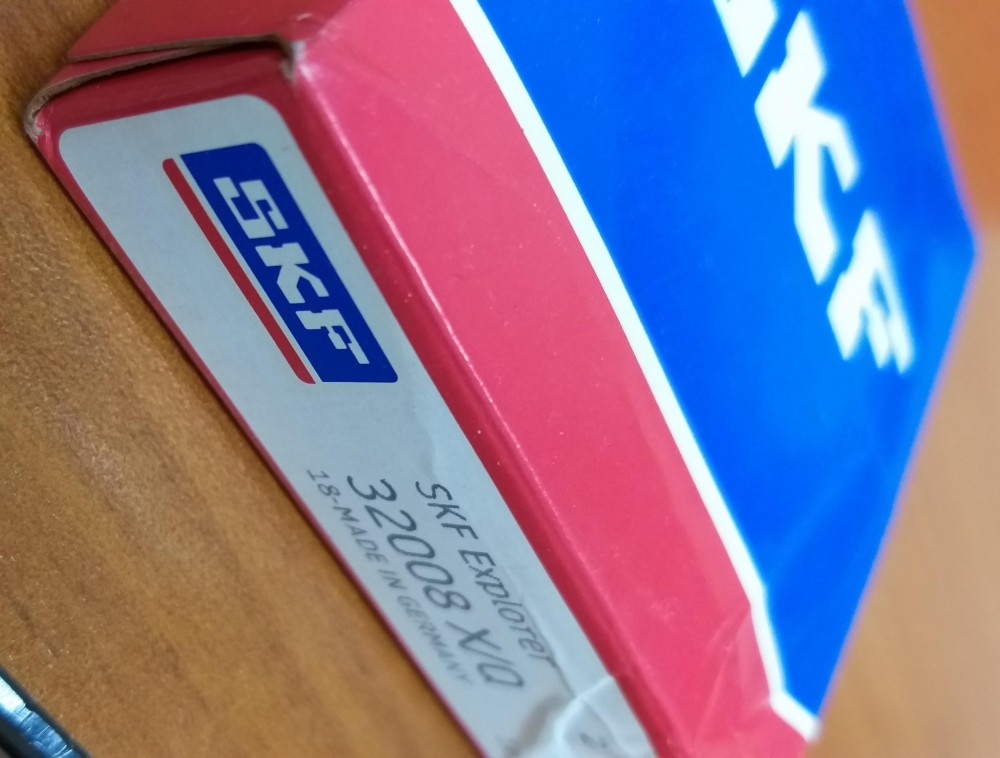 SKF
SKF
SKF Explorer
32008 X/Q
18-MADE IN GERMANY